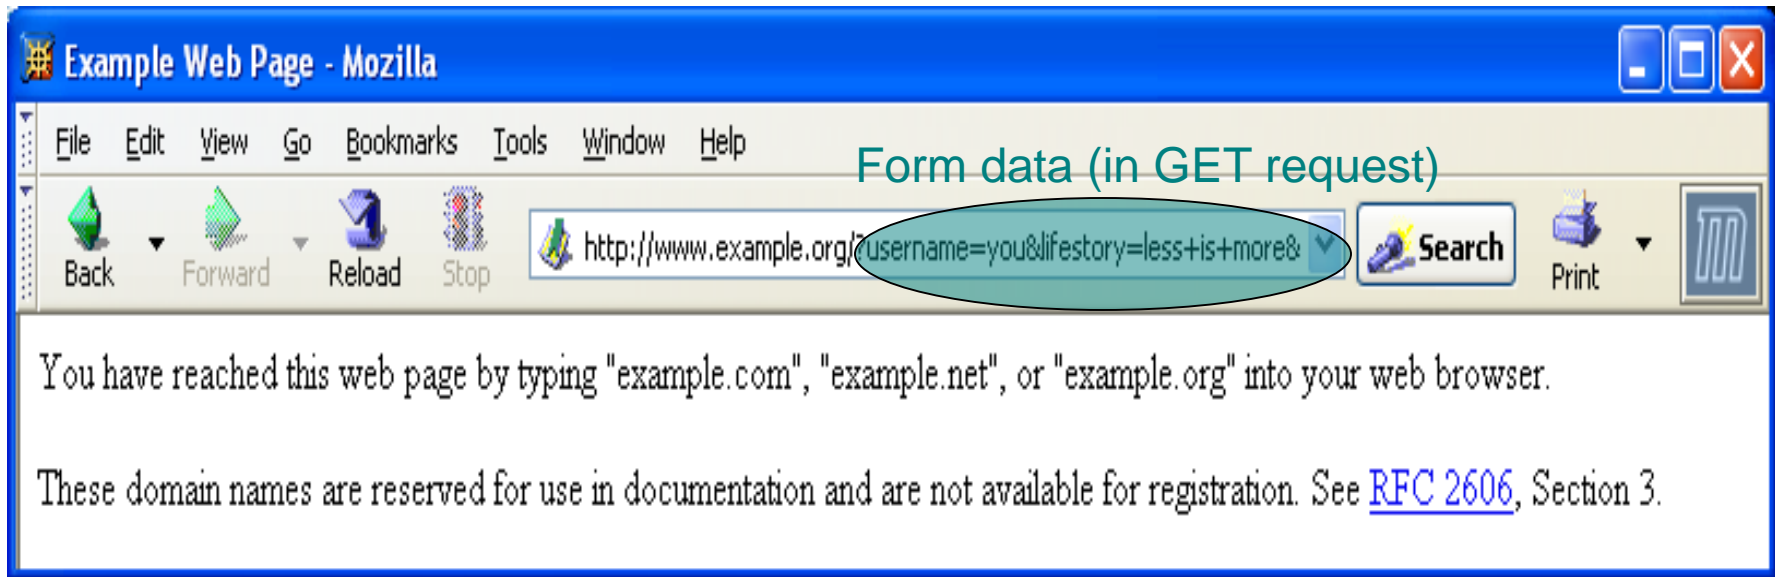 Example Web Page - Mozilla
File Edit View Go Bookmarks Tools Window Help
Form data (in GET request)
http://www.example.org/?username=you&lifestory=less+is+more&
Search
Back Forward Reload Stop Print
m
You have reached this web page by typing "example.com", "example.net", or "example.org" into your web browser.
These domain names are reserved for use in documentation and are not available for registration. See RFC 2606, Section 3.